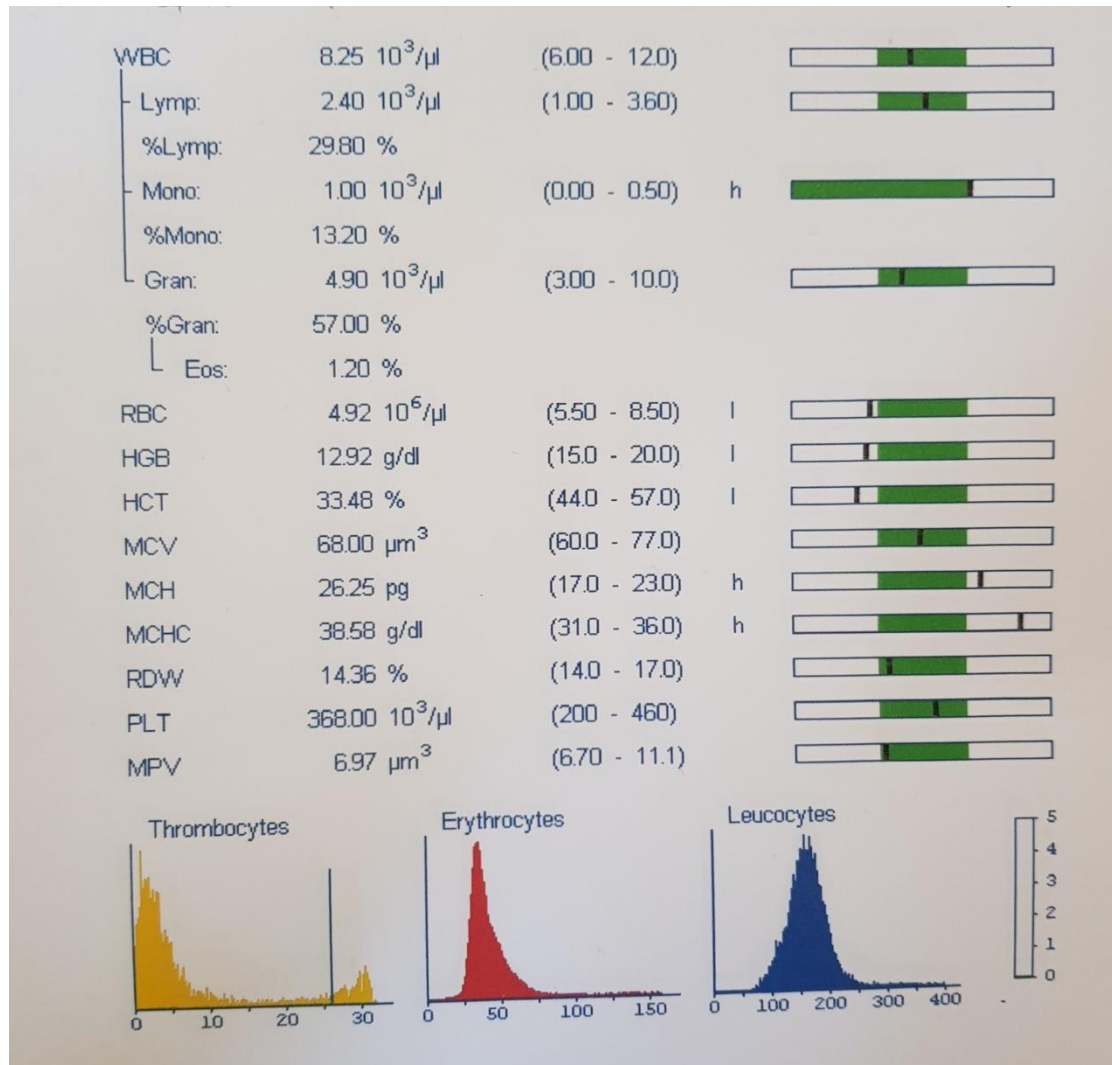 WBC 8.25 10³/µl (6.00 - 12.0)
Lymp: 2.40 10³/µl (1.00 - 3.60)
%Lymp: 29.80 %
Mono: 1.00 10³/µl (0.00 - 0.50) h
%Mono: 13.20 %
Gran: 4.90 10³/µl (3.00 - 10.0)
%Gran: 57.00 %
Eos: 1.20 %
RBC 4.92 10⁶/µl (5.50 - 8.50) l
HGB 12.92 g/dl (15.0 - 20.0) l
HCT 33.48 % (44.0 - 57.0) l
MCV 68.00 µm³ (60.0 - 77.0)
MCH 26.25 pg (17.0 - 23.0) h
MCHC 38.58 g/dl (31.0 - 36.0) h
RDW 14.36 % (14.0 - 17.0)
PLT 368.00 10³/µl (200 - 460)
MPV 6.97 µm³ (6.70 - 11.1)
Thrombocytes Erythrocytes Leucocytes
5
4
3
2
1
0
0 10 20 30 0 50 100 150 0 100 200 300 400